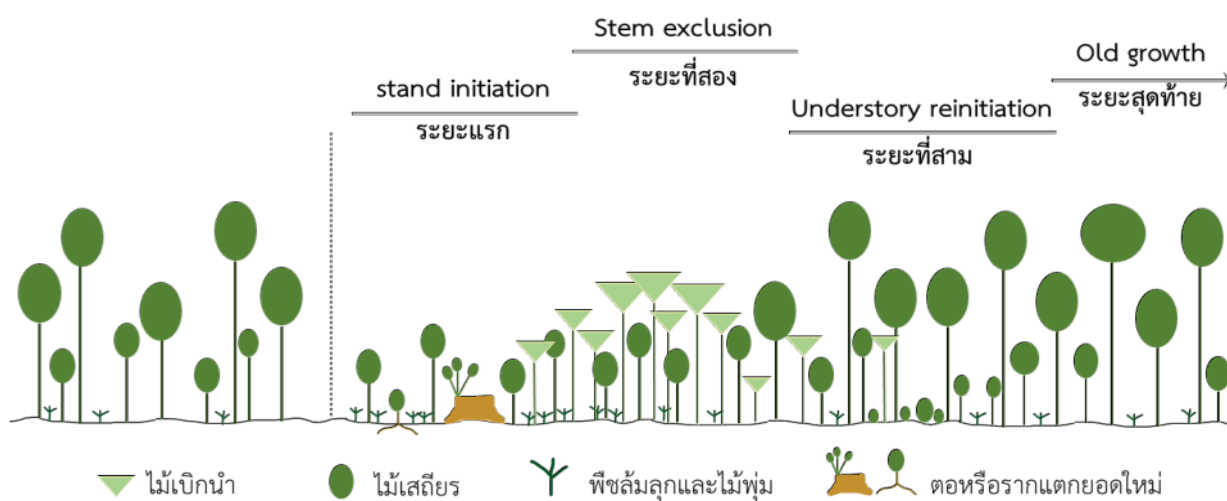 stand initiation
ระยะแรก
Stem exclusion
ระยะที่สอง
Understory reinitiation
ระยะที่สาม
Old growth
ระยะสุดท้าย
ไม้เบิกนำ
ไม้เสถียร
พืชล้มลุกและไม้พุ่ม
ตอหรือรากแตกยอดใหม่